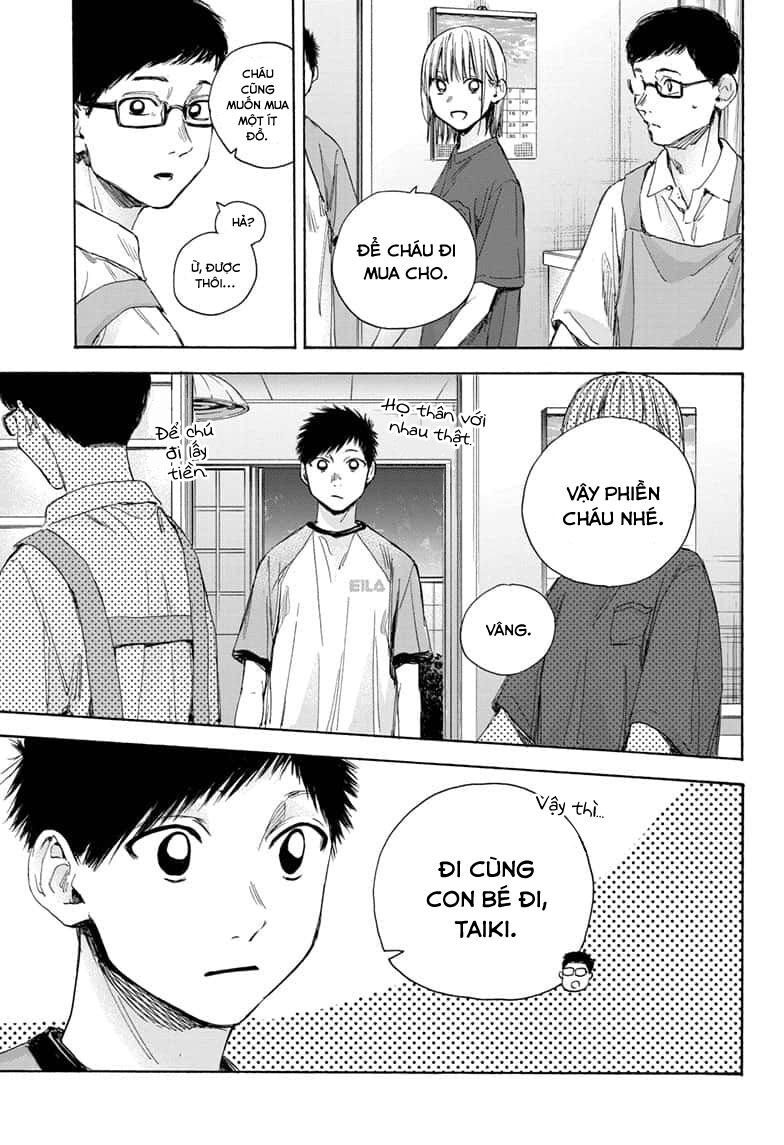 ĐỂ CHÁU ĐI
MUA CHO.
CHÁU
CŨNG
MUỐN MUA
MỘT ÍT
ĐỒ.
HẢ?
Ừ, ĐƯỢC
THÔI...
VẬY PHIỀN
CHÁU NHÉ.
VÂNG.
Họ thân với
nhau thật
EILA
Để chú
đi lấy
tiền
Vậy thì...
ĐI CÙNG
CON BÉ ĐI,
TAIKI.